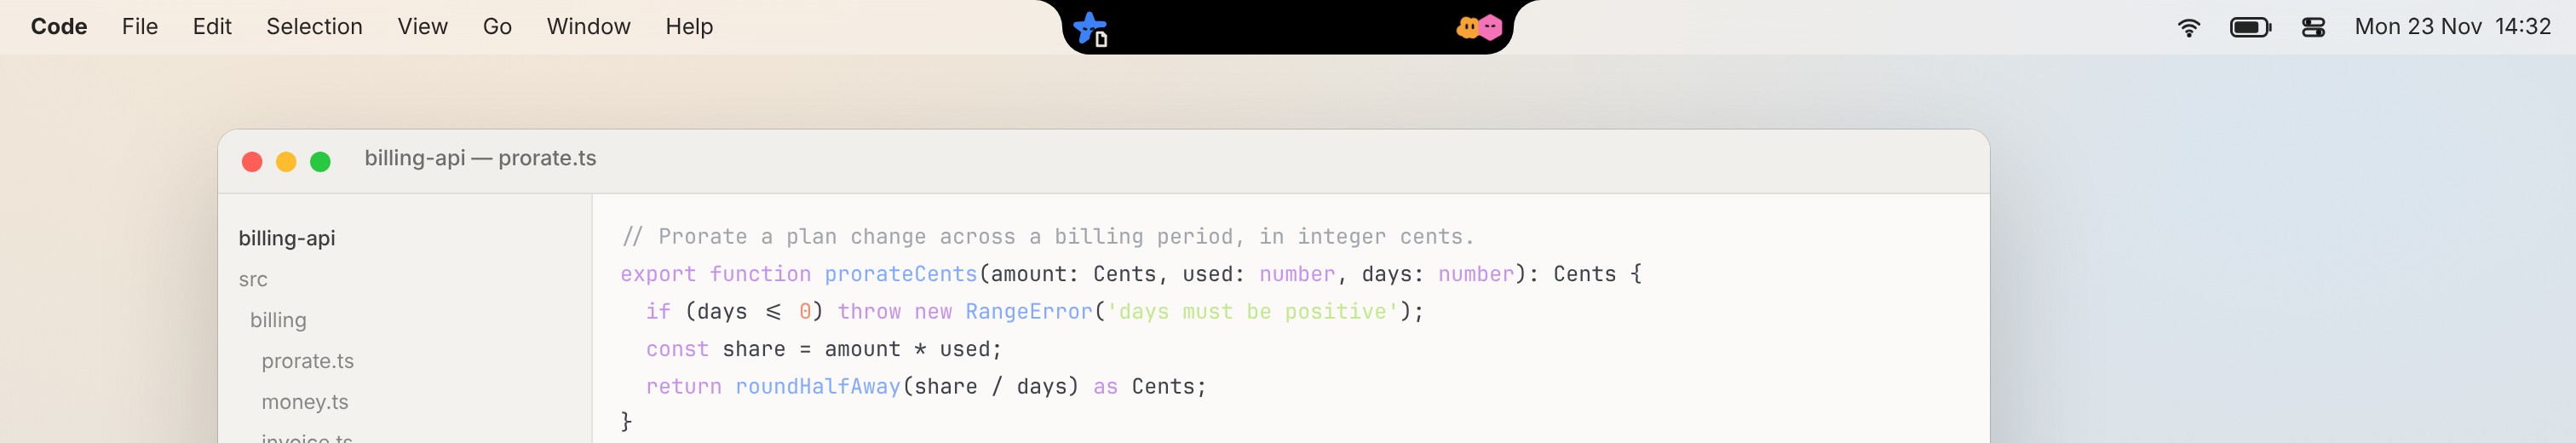 Code File Edit Selection View Go Window Help Mon 23 Nov 14:32
billing-api — prorate.ts
billing-api
src
billing
prorate.ts
money.ts
invoice.ts
// Prorate a plan change across a billing period, in integer cents.
export function prorateCents(amount: Cents, used: number, days: number): Cents {
if (days ⩽ 0) throw new RangeError('days must be positive');
const share = amount * used;
return roundHalfAway(share / days) as Cents;
}